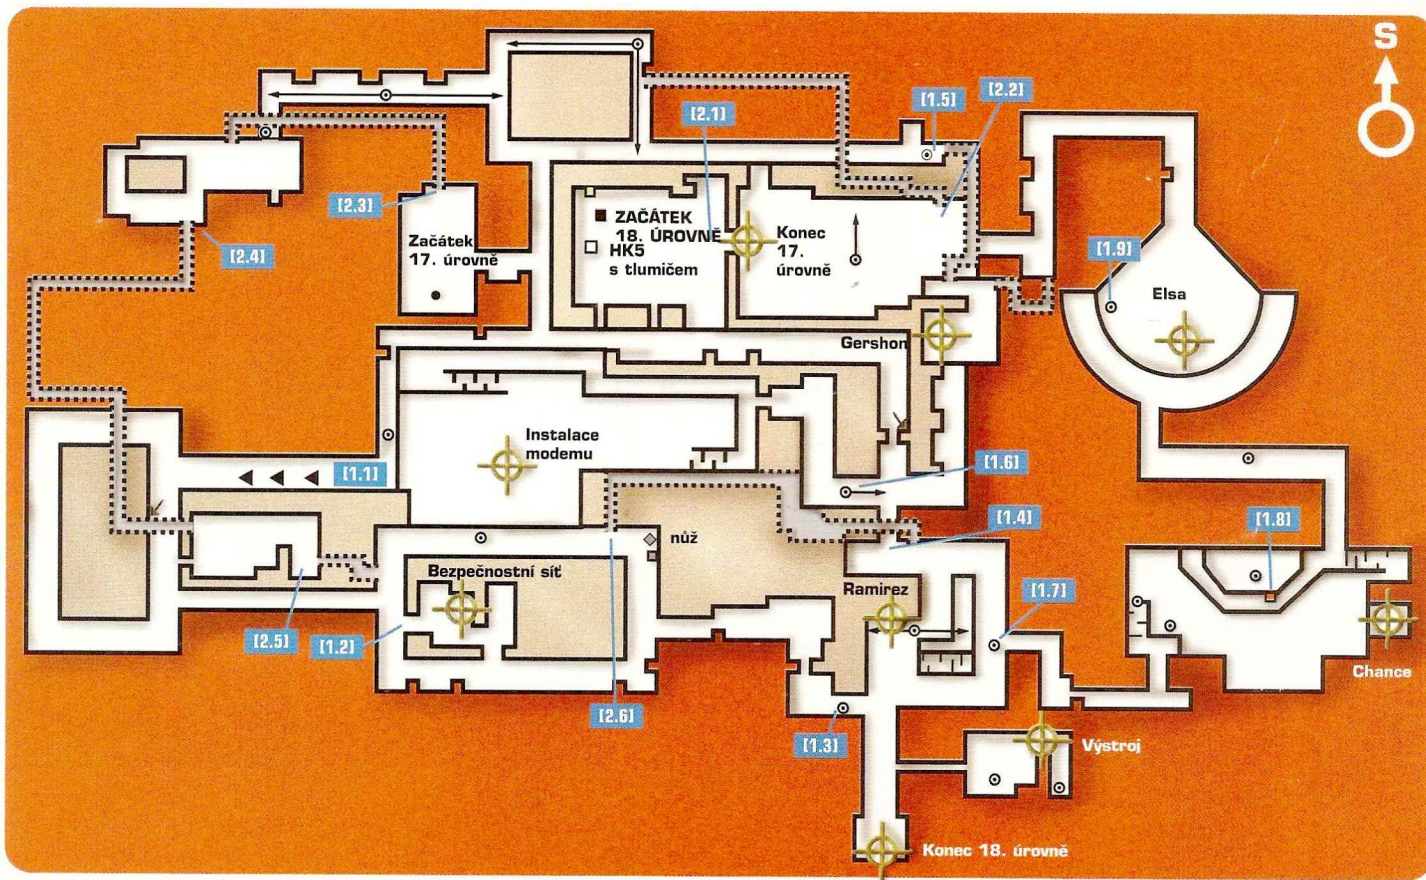 S
[1.5]
[2.2]
[2.1]
[2.3]
ZAČÁTEK
18. ÚROVNĚ
HK5
s tlumičem
Konec
17.
úrovně
[2.4]
Začátek
17. úrovně
[1.9]
Elsa
Gershon
Instalace
modemu
[1.1]
[1.6]
[1.4]
[1.8]
nůž
Bezpečnostní síť
Ramirez
[1.7]
[2.5]
[1.2]
Chance
[2.6]
[1.3]
Výstroj
Konec 18. úrovně